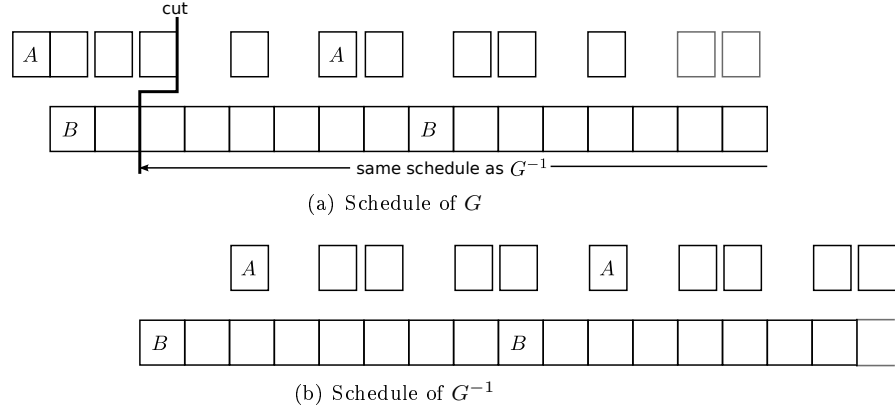 cut
A A
B B
same schedule as G⁻¹
(a) Schedule of G
A A
B B
(b) Schedule of G⁻¹